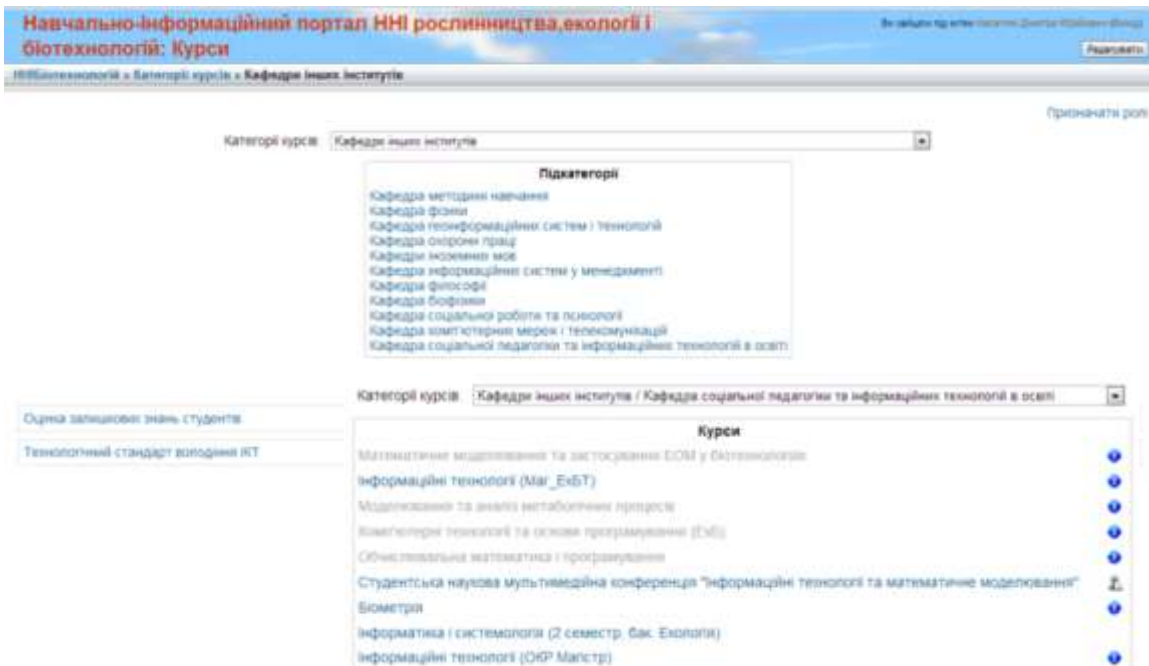 Навчально-інформаційний портал ННІ рослинництва,екології і
біотехнологій: Курси
Ви зайшли під ім'ям
Редагувати
ННІБіотехнологій » Категорії курсів » Кафедри інших інститутів
Призначати ролі
Категорії курсів Кафедри інших інститутів
Підкатегорії
Кафедра методики навчання
Кафедра фізики
Кафедра геоінформаційних систем і технологій
Кафедра охорони праці
Кафедри іноземних мов
Кафедра інформаційних систем у менеджменті
Кафедра філософії
Кафедра біофізики
Кафедра соціальної роботи та психології
Кафедра комп'ютерних мереж і телекомунікацій
Кафедра соціальної педагогіки та інформаційних технологій в освіті
Категорії курсів Кафедри інших інститутів / Кафедра соціальної педагогіки та інформаційних технологій в освіті
Оцінка залишкових знань студентів
Технологічний стандарт володіння ІКТ
Курси
Математичне моделювання та застосування ЕОМ у біотехнологіях
Інформаційні технології (Маг_ЕкБТ)
Моделювання та аналіз метаболічних процесів
Комп'ютерні технології та основи програмування (ЕкБ)
Обчислювальна математика і програмування
Студентська наукова мультимедійна конференція "Інформаційні технології та математичне моделювання"
Біометрія
Інформатика і системологія (2 семестр. бак. Екологія)
Інформаційні технології (ОКР Магістр)